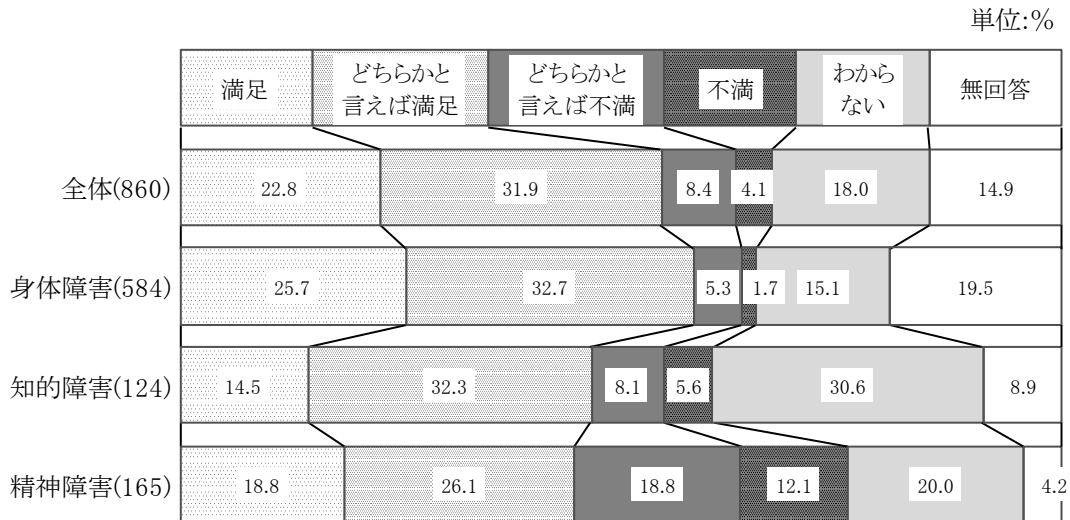 単位:%
満足
どちらかと
言えば満足
どちらかと
言えば不満
不満
わから
ない
無回答
全体(860)
22.8
31.9
8.4
4.1
18.0
14.9
身体障害(584)
25.7
32.7
5.3
1.7
15.1
19.5
知的障害(124)
14.5
32.3
8.1
5.6
30.6
8.9
精神障害(165)
18.8
26.1
18.8
12.1
20.0
4.2